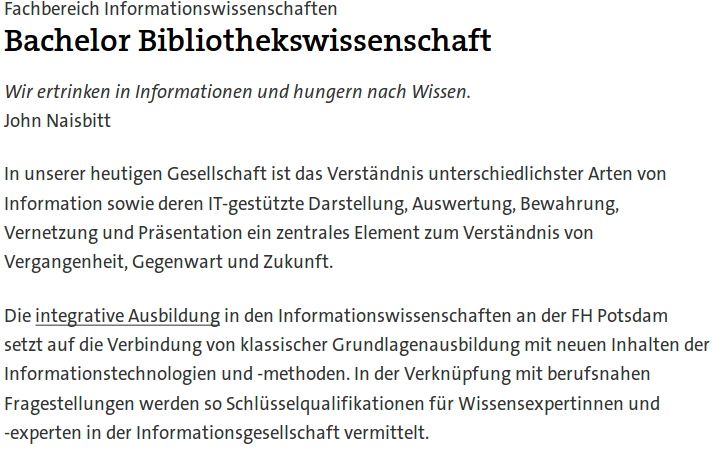 Fachbereich Informationswissenschaften
Bachelor Bibliothekswissenschaft
Wir ertrinken in Informationen und hungern nach Wissen.
John Naisbitt
In unserer heutigen Gesellschaft ist das Verständnis unterschiedlichster Arten von
Information sowie deren IT-gestützte Darstellung, Auswertung, Bewahrung,
Vernetzung und Präsentation ein zentrales Element zum Verständnis von
Vergangenheit, Gegenwart und Zukunft.
Die integrative Ausbildung in den Informationswissenschaften an der FH Potsdam
setzt auf die Verbindung von klassischer Grundlagenausbildung mit neuen Inhalten der
Informationstechnologien und -methoden. In der Verknüpfung mit berufsnahen
Fragestellungen werden so Schlüsselqualifikationen für Wissensexpertinnen und
-experten in der Informationsgesellschaft vermittelt.